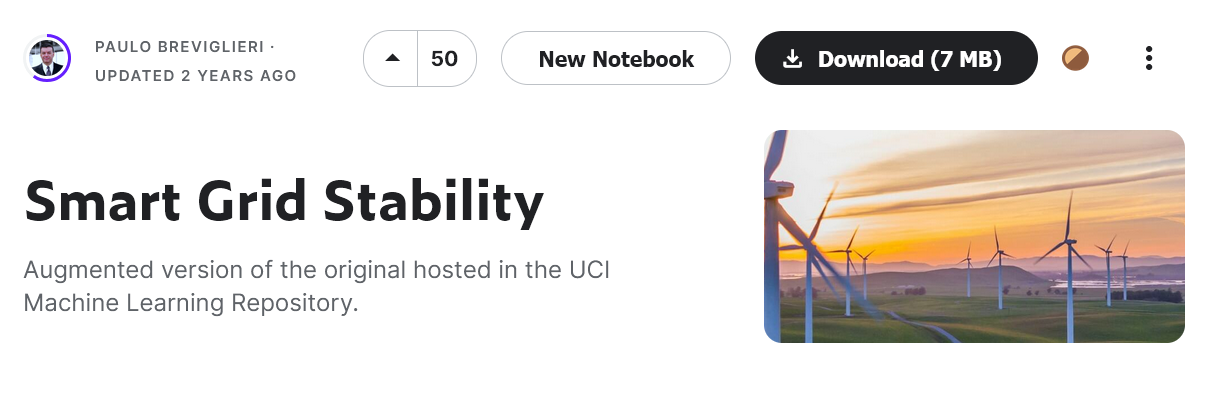 PAULO BREVIGLIERI ·
UPDATED 2 YEARS AGO
50
New Notebook
Download (7 MB)
Smart Grid Stability
Augmented version of the original hosted in the UCI
Machine Learning Repository.